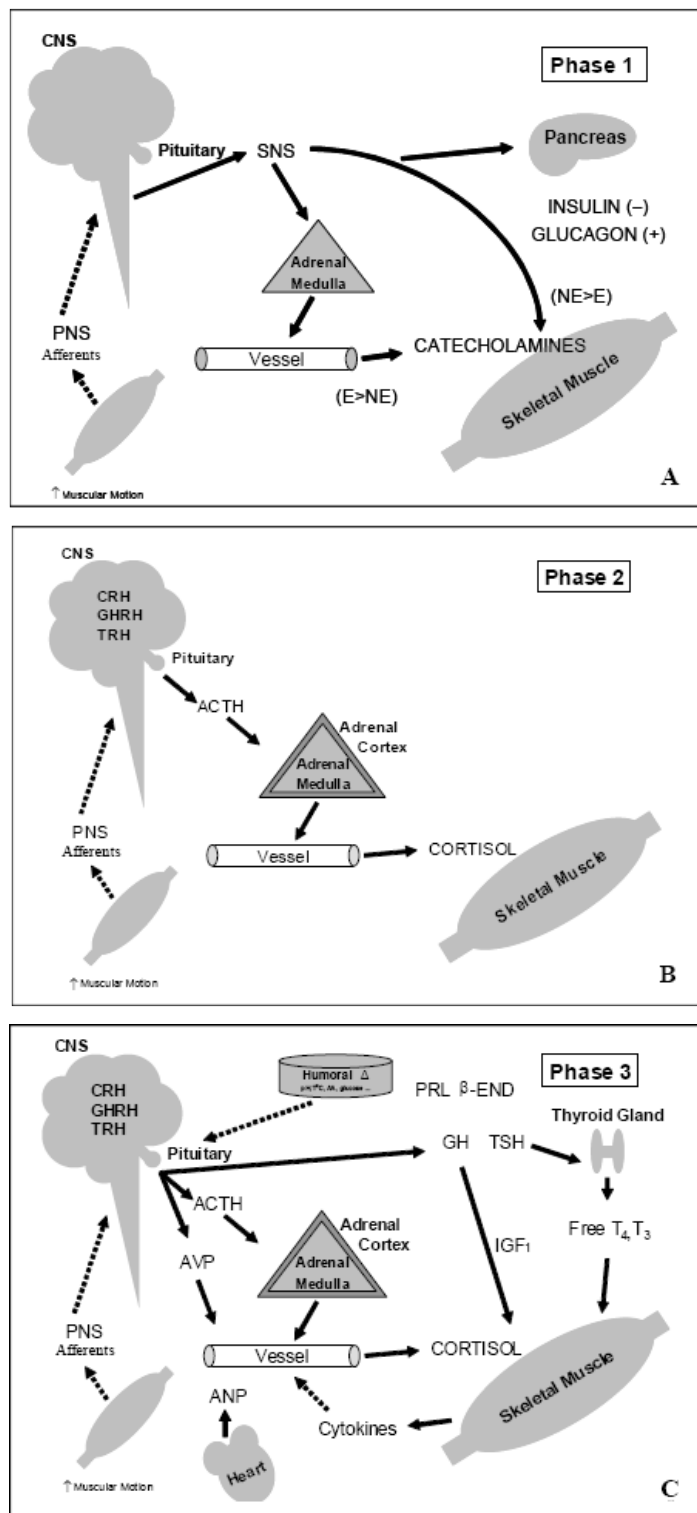 CNS
Phase 1
Pituitary
SNS
Pancreas
INSULIN (–)
GLUCAGON (+)
Adrenal
Medulla
(NE>E)
PNS
Afferents
Vessel
CATECHOLAMINES
(E>NE)
Skeletal Muscle
↑Muscular Motion
A
CNS
Phase 2
CRH
GHRH
TRH
Pituitary
ACTH
Adrenal
Cortex
Adrenal
Medulla
PNS
Afferents
Vessel
CORTISOL
Skeletal Muscle
↑Muscular Motion
B
CNS
Phase 3
Humoral Δ
CRH
GHRH
TRH
PRL β-END
Thyroid Gland
Pituitary
GH TSH
ACTH
Adrenal
Cortex
Free T4,T3
AVP
Adrenal
Medulla
IGF1
PNS
Afferents
Vessel
CORTISOL
Skeletal Muscle
ANP
Cytokines
Heart
↑Muscular Motion
C